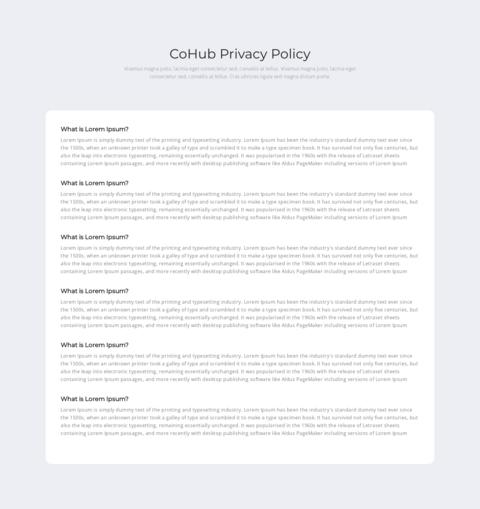 CoHub Privacy Policy
Vivamus magna justo, lacinia eget consectetur sed, convallis at tellus. Vivamus magna justo, lacinia eget
consectetur sed, convallis at tellus. Cras ultricies ligula sed magna dictum porta.
What is Lorem Ipsum?
Lorem Ipsum is simply dummy text of the printing and typesetting industry. Lorem Ipsum has been the industry's standard dummy text ever since
the 1500s, when an unknown printer took a galley of type and scrambled it to make a type specimen book. It has survived not only five centuries, but
also the leap into electronic typesetting, remaining essentially unchanged. It was popularised in the 1960s with the release of Letraset sheets
containing Lorem Ipsum passages, and more recently with desktop publishing software like Aldus PageMaker including versions of Lorem Ipsum
What is Lorem Ipsum?
Lorem Ipsum is simply dummy text of the printing and typesetting industry. Lorem Ipsum has been the industry's standard dummy text ever since
the 1500s, when an unknown printer took a galley of type and scrambled it to make a type specimen book. It has survived not only five centuries, but
also the leap into electronic typesetting, remaining essentially unchanged. It was popularised in the 1960s with the release of Letraset sheets
containing Lorem Ipsum passages, and more recently with desktop publishing software like Aldus PageMaker including versions of Lorem Ipsum
What is Lorem Ipsum?
Lorem Ipsum is simply dummy text of the printing and typesetting industry. Lorem Ipsum has been the industry's standard dummy text ever since
the 1500s, when an unknown printer took a galley of type and scrambled it to make a type specimen book. It has survived not only five centuries, but
also the leap into electronic typesetting, remaining essentially unchanged. It was popularised in the 1960s with the release of Letraset sheets
containing Lorem Ipsum passages, and more recently with desktop publishing software like Aldus PageMaker including versions of Lorem Ipsum
What is Lorem Ipsum?
Lorem Ipsum is simply dummy text of the printing and typesetting industry. Lorem Ipsum has been the industry's standard dummy text ever since
the 1500s, when an unknown printer took a galley of type and scrambled it to make a type specimen book. It has survived not only five centuries, but
also the leap into electronic typesetting, remaining essentially unchanged. It was popularised in the 1960s with the release of Letraset sheets
containing Lorem Ipsum passages, and more recently with desktop publishing software like Aldus PageMaker including versions of Lorem Ipsum
What is Lorem Ipsum?
Lorem Ipsum is simply dummy text of the printing and typesetting industry. Lorem Ipsum has been the industry's standard dummy text ever since
the 1500s, when an unknown printer took a galley of type and scrambled it to make a type specimen book. It has survived not only five centuries, but
also the leap into electronic typesetting, remaining essentially unchanged. It was popularised in the 1960s with the release of Letraset sheets
containing Lorem Ipsum passages, and more recently with desktop publishing software like Aldus PageMaker including versions of Lorem Ipsum
What is Lorem Ipsum?
Lorem Ipsum is simply dummy text of the printing and typesetting industry. Lorem Ipsum has been the industry's standard dummy text ever since
the 1500s, when an unknown printer took a galley of type and scrambled it to make a type specimen book. It has survived not only five centuries, but
also the leap into electronic typesetting, remaining essentially unchanged. It was popularised in the 1960s with the release of Letraset sheets
containing Lorem Ipsum passages, and more recently with desktop publishing software like Aldus PageMaker including versions of Lorem Ipsum